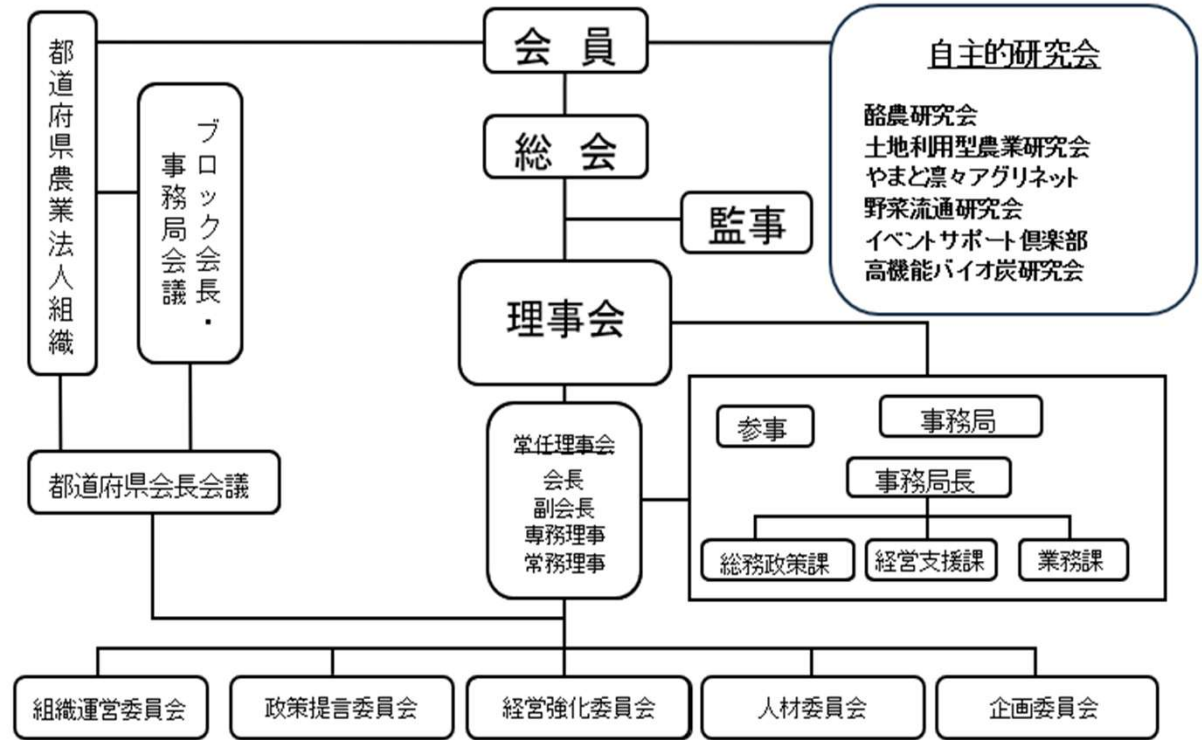 都道府県農業法人組織
ブロック会長・
事務局会議
都道府県会長会議
会 員
総 会
監事
理事会
常任理事会
会長
副会長
専務理事
常務理事
自主的研究会
酪農研究会
土地利用型農業研究会
やまと凛々アグリネット
野菜流通研究会
イベントサポート倶楽部
高機能バイオ炭研究会
参事
事務局
事務局長
総務政策課
経営支援課
業務課
組織運営委員会
政策提言委員会
経営強化委員会
人材委員会
企画委員会